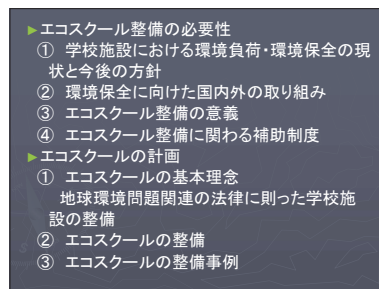 ►エコスクール整備の必要性
① 学校施設における環境負荷・環境保全の現
状と今後の方針
② 環境保全に向けた国内外の取り組み
③ エコスクール整備の意義
④ エコスクール整備に関わる補助制度
►エコスクールの計画
① エコスクールの基本理念
地球環境問題関連の法律に則った学校施
設の整備
② エコスクールの整備
③ エコスクールの整備事例